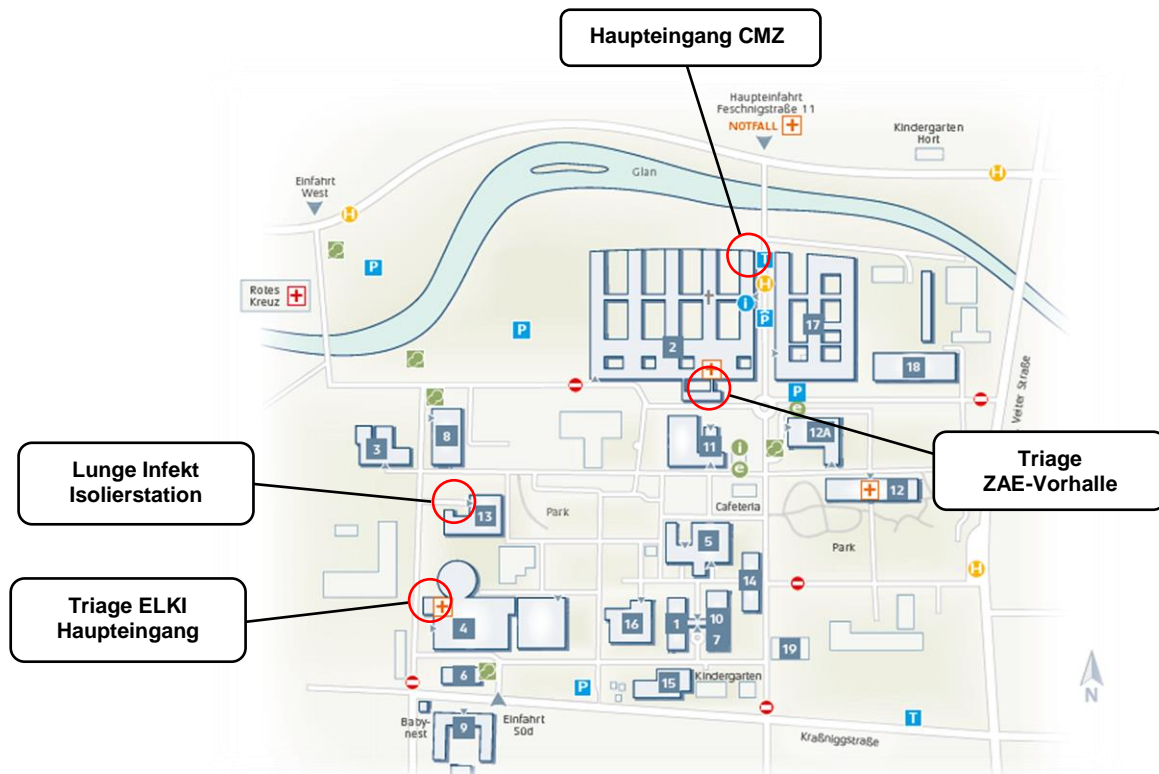 Haupteingang CMZ
Haupteinfahrt
Feschnigstraße 11
NOTFALL
Kindergarten
Hort
Glan
H
Einfahrt
West
H
P
T
Rotes
Kreuz
H
i
P
P
17
2
18
P
e
Veiter Straße
8
3
11
12A
i
e
Lunge Infekt
Isolierstation
Triage
ZAE-Vorhalle
12
13
Park
Cafeteria
5
Park
H
14
Triage ELKI
Haupteingang
4
16
1
10
7
19
6
15
Kindergarten
P
Baby-
nest
9
Einfahrt
Süd
T
Kraßniggstraße
N